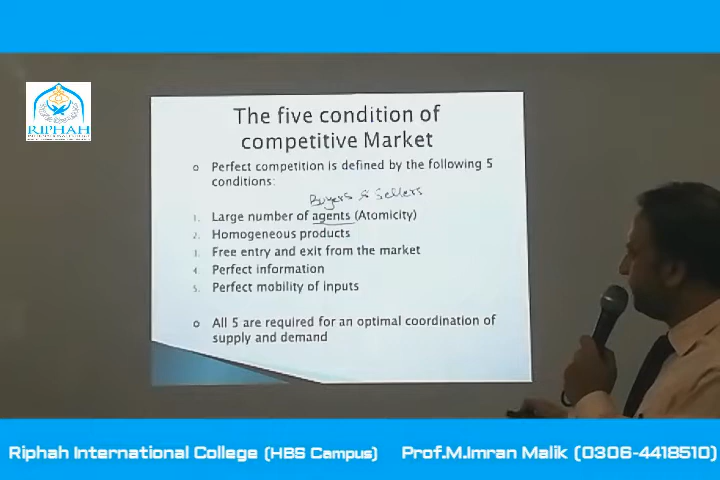 RIPHAH
The five condition of
competitive Market
Perfect competition is defined by the following 5
conditions:
Buyers & Sellers
1. Large number of agents (Atomicity)
2. Homogeneous products
3. Free entry and exit from the market
4. Perfect information
5. Perfect mobility of inputs
All 5 are required for an optimal coordination of
supply and demand
Riphah International College (HBS Campus) Prof.M.Imran Malik (0306-4418510)